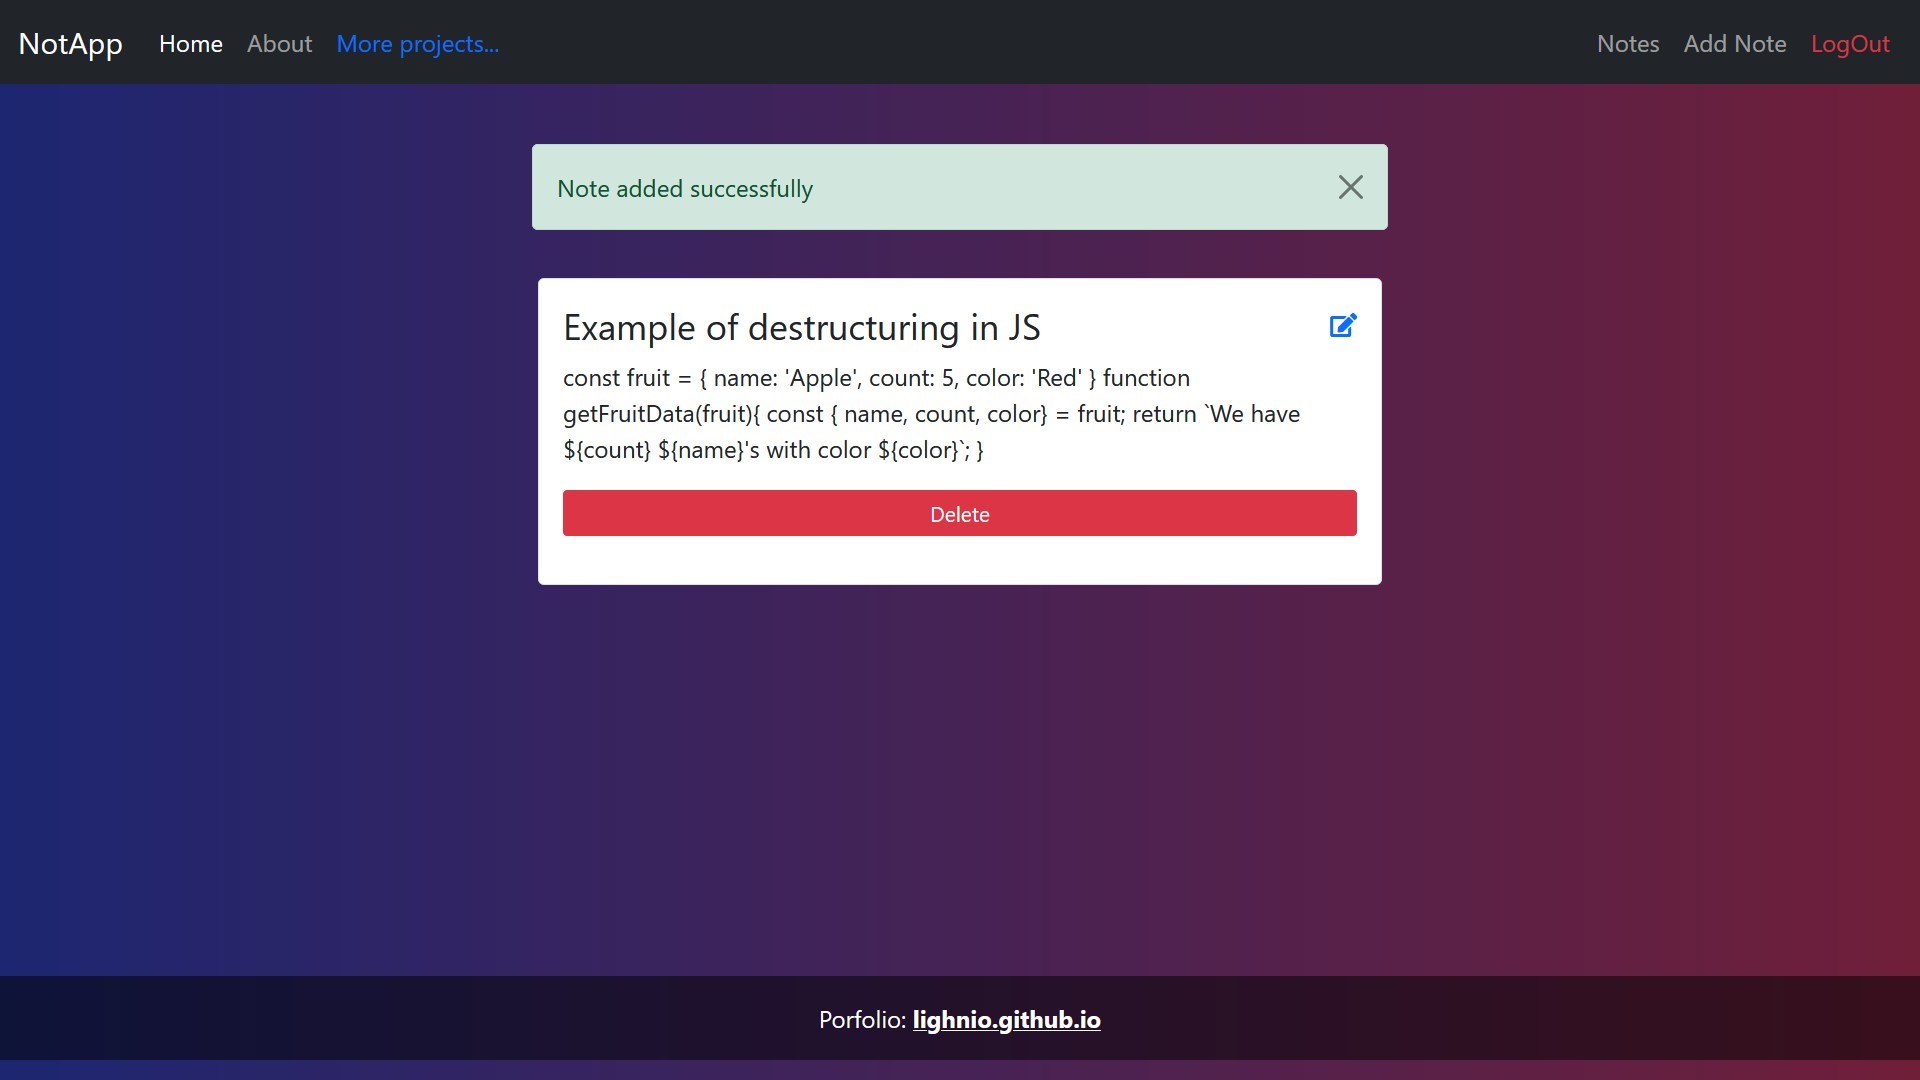 NotApp Home About More projects... Notes Add Note LogOut
Note added successfully
Example of destructuring in JS
const fruit = { name: 'Apple', count: 5, color: 'Red' } function
getFruitData(fruit){ const { name, count, color} = fruit; return `We have
${count} ${name}'s with color ${color}`; }
Delete
Porfolio: lighnio.github.io